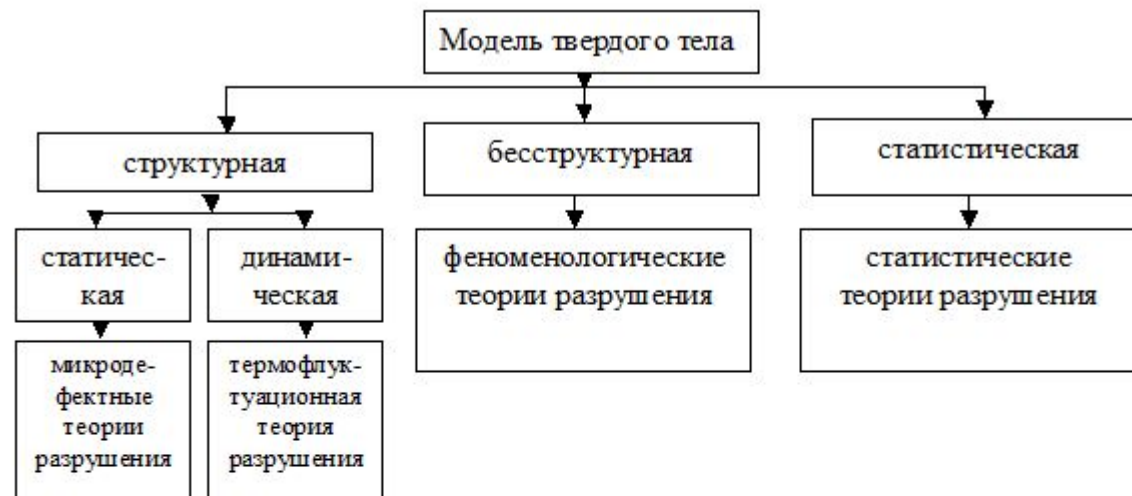 Модель твердого тела
структурная
бесструктурная
статистическая
статичес-
кая
динами-
ческая
феноменологические
теории разрушения
статистические
теории разрушения
микроде-
фектные
теории
разрушения
термофлук-
туационная
теория
разрушения